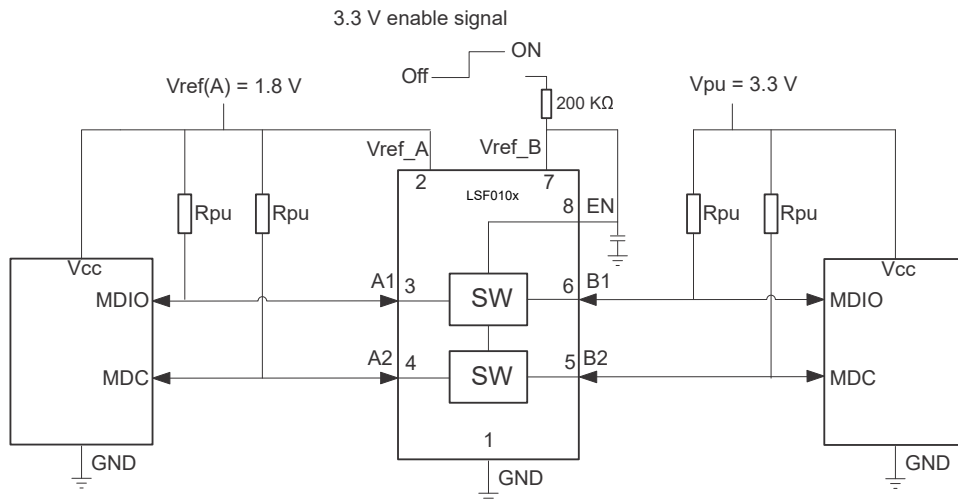 3.3 V enable signal
ON
Off
Vref(A) = 1.8 V
Vpu = 3.3 V
200 KΩ
Vref_A
Vref_B
2
7
LSF010x
8
EN
Rpu
Rpu
Rpu
Rpu
Vcc
Vcc
MDIO
A1
3
SW
6
B1
MDIO
MDC
A2
4
SW
5
B2
MDC
1
GND
GND
GND